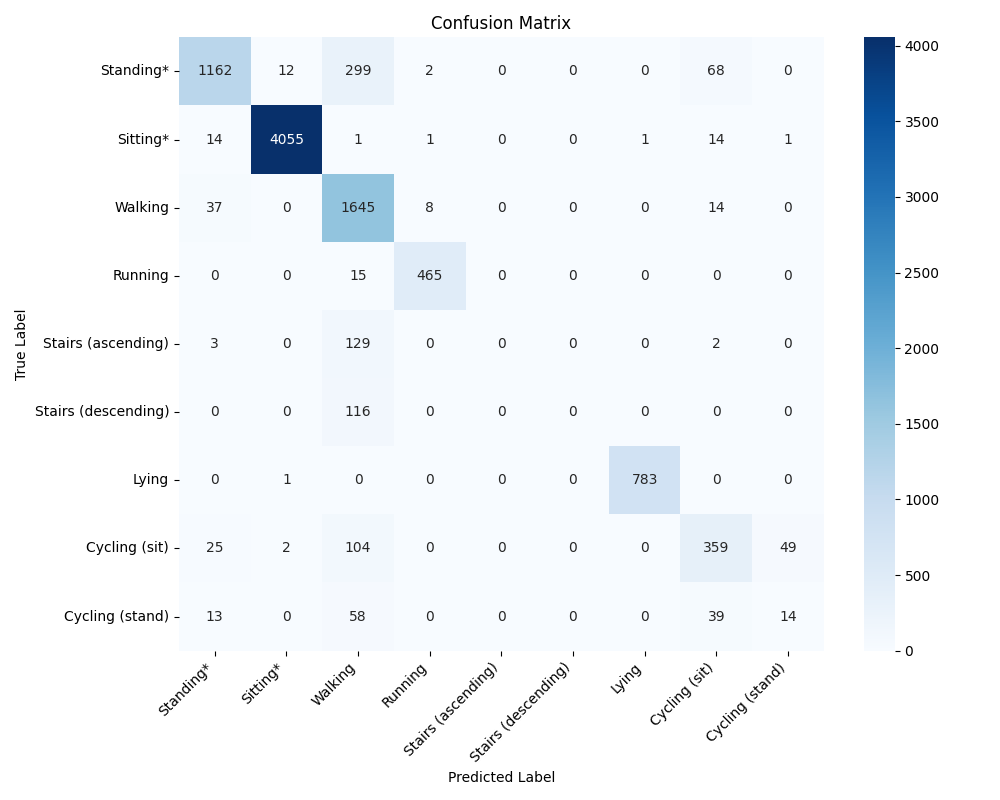 Confusion Matrix
Standing* 1162 12 299 2 0 0 0 68 0
Sitting* 14 4055 1 1 0 0 1 14 1
Walking 37 0 1645 8 0 0 0 14 0
Running 0 0 15 465 0 0 0 0 0
Stairs (ascending) 3 0 129 0 0 0 0 2 0
Stairs (descending) 0 0 116 0 0 0 0 0 0
Lying 0 1 0 0 0 0 783 0 0
Cycling (sit) 25 2 104 0 0 0 0 359 49
Cycling (stand) 13 0 58 0 0 0 0 39 14
True Label
Standing* Sitting* Walking Running Stairs (ascending) Stairs (descending) Lying Cycling (sit) Cycling (stand)
Predicted Label
4000
3500
3000
2500
2000
1500
1000
500
0